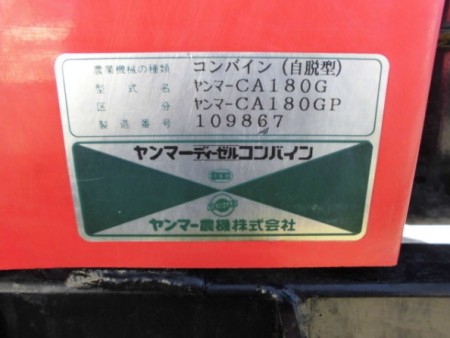 農業機械の種類 コンバイン (自脱型)
型式名 ヤンマーCA180G
区分 ヤンマーCA180GP
製造番号 109867
ヤンマーディーゼルコンバイン
ヤンマー農機株式会社